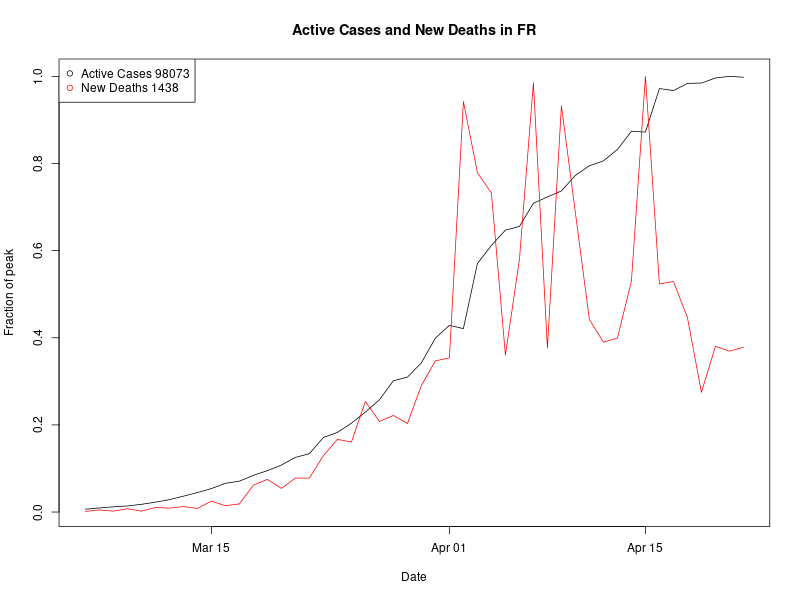 Active Cases and New Deaths in FR
Active Cases 98073
New Deaths 1438
1.0
0.8
0.6
0.4
0.2
0.0
Fraction of peak
Mar 15
Apr 01
Apr 15
Date